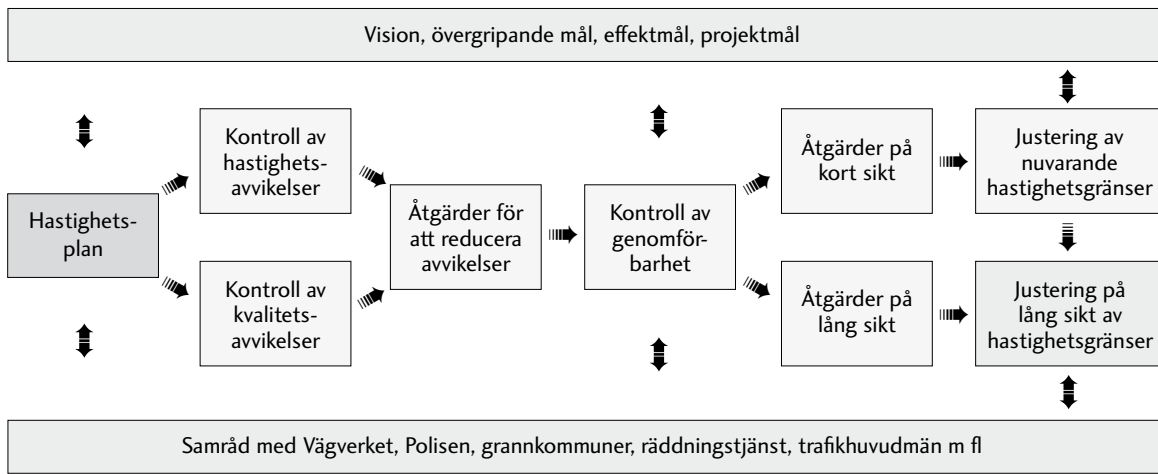 Vision, övergripande mål, effektmål, projektmål
Hastighets-
plan
Kontroll av
hastighets-
avvikelser
Kontroll av
kvalitets-
avvikelser
Åtgärder för
att reducera
avvikelser
Kontroll av
genomför-
barhet
Åtgärder på
kort sikt
Åtgärder på
lång sikt
Justering av
nuvarande
hastighetsgränser
Justering på
lång sikt av
hastighetsgränser
Samråd med Vägverket, Polisen, grannkommuner, räddningstjänst, trafikhuvudmän m fl